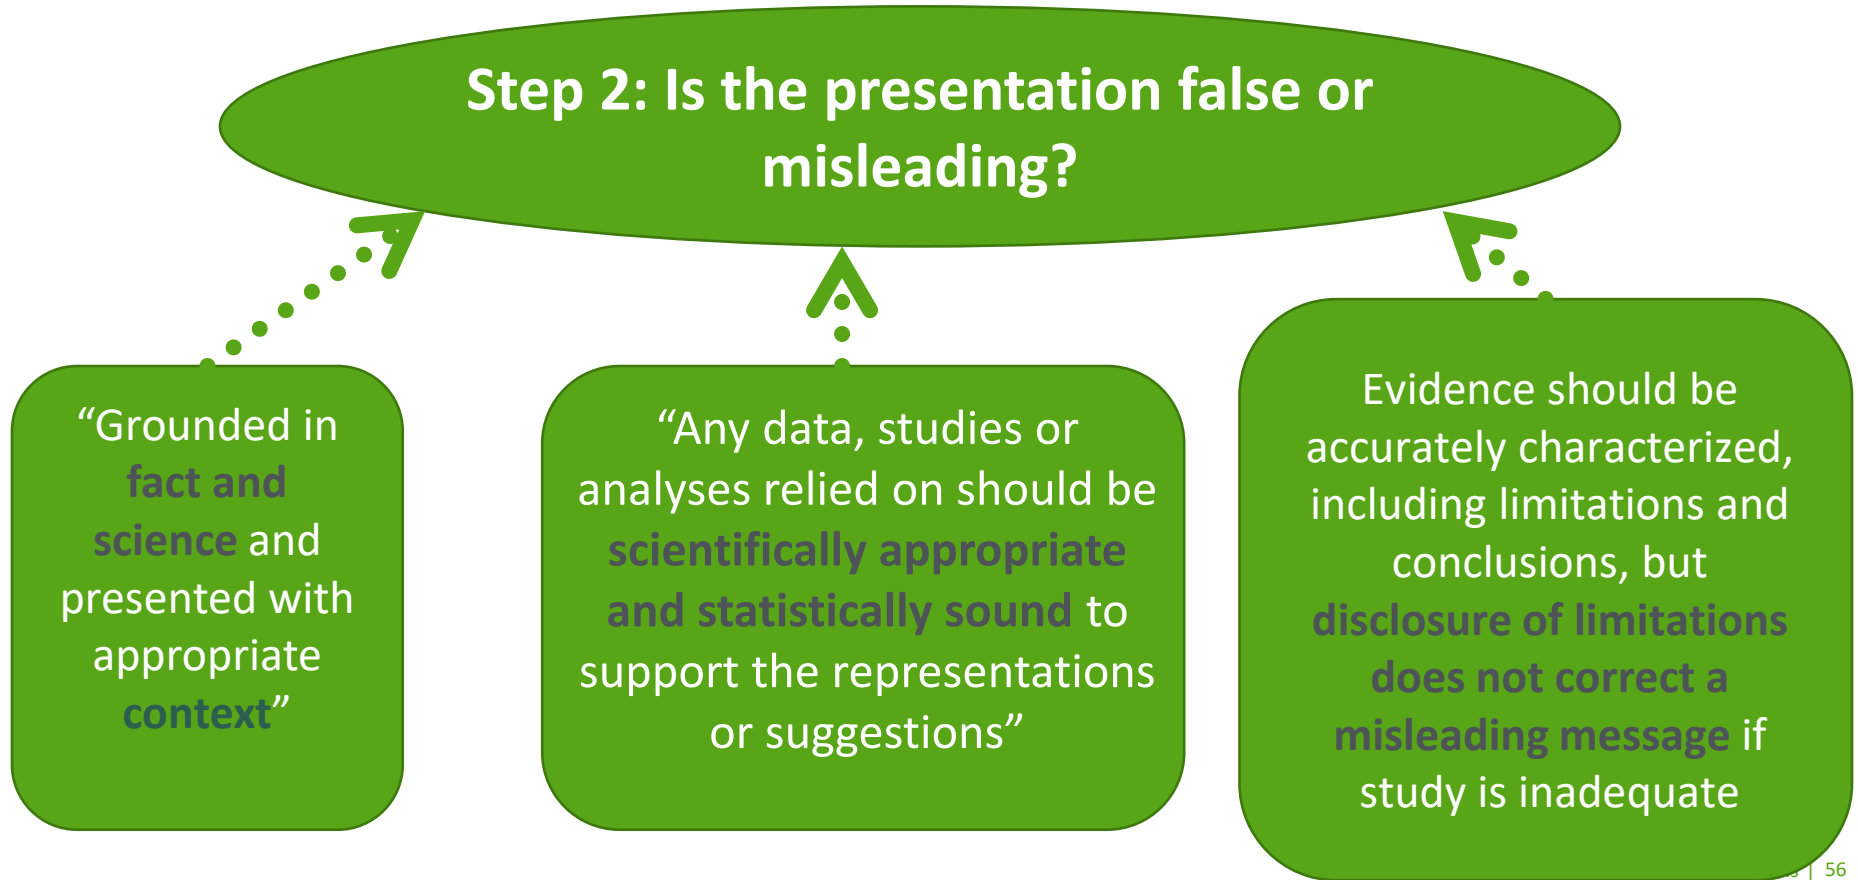 Step 2: Is the presentation false or
misleading?
“Grounded in
fact and
science and
presented with
appropriate
context”
“Any data, studies or
analyses relied on should be
scientifically appropriate
and statistically sound to
support the representations
or suggestions”
Evidence should be
accurately characterized,
including limitations and
conclusions, but
disclosure of limitations
does not correct a
misleading message if
study is inadequate
| 56